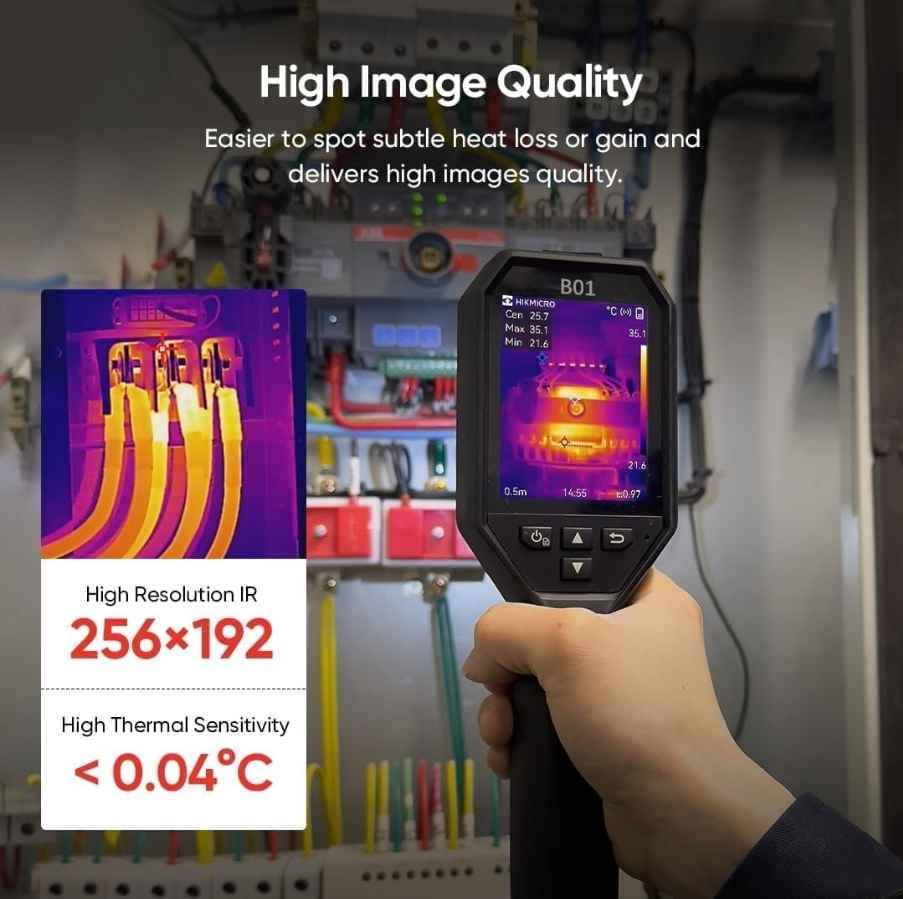 High Image Quality
Easier to spot subtle heat loss or gain and
delivers high images quality.
B01
HIKMICRO
°C
Cen 25.7
Max 35.1
Min 21.6
35.1
21.6
0.5m 14:55 ε:0.97
ABB
High Resolution IR
256×192
High Thermal Sensitivity
< 0.04°C